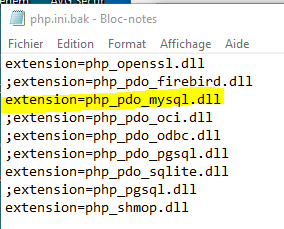 php.ini.bak - Bloc-notes
Fichier Edition Format Affichage
extension=php_openssl.dll
;extension=php_pdo_firebird.dll
extension=php_pdo_mysql.dll
;extension=php_pdo_oci.dll
;extension=php_pdo_odbc.dll
;extension=php_pdo_pgsql.dll
extension=php_pdo_sqlite.dll
;extension=php_pgsql.dll
extension=php_shmop.dll